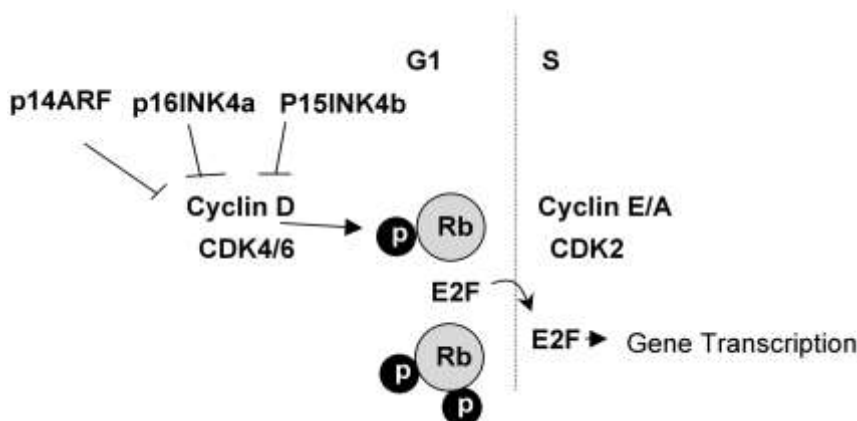 G1 S
p14ARF p16INK4a P15INK4b
Cyclin D
CDK4/6
p Rb
Cyclin E/A
CDK2
E2F
E2F Gene Transcription
Rb
p
p